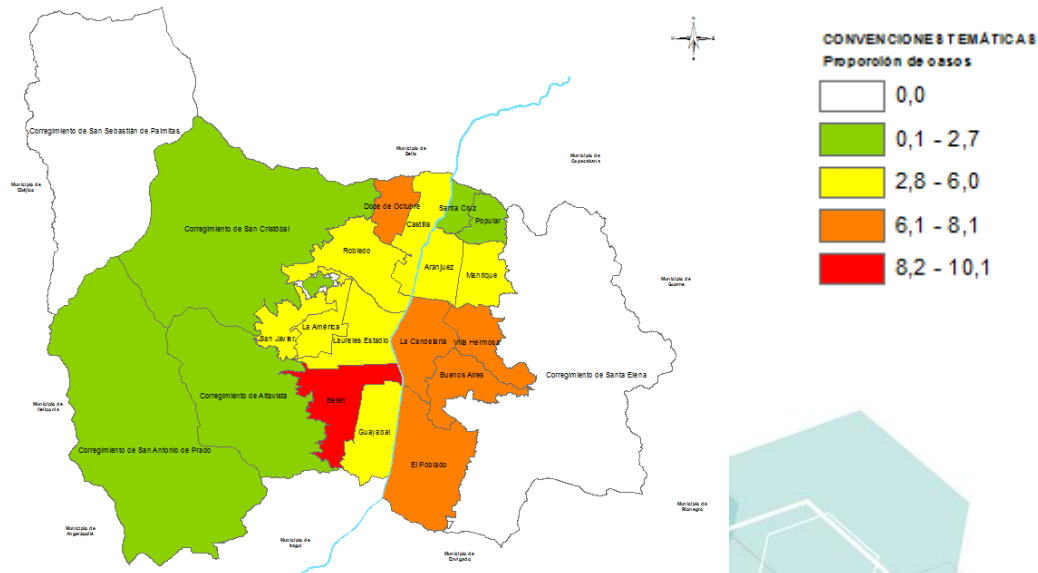 CONVENCIONES TEMÁTICAS
Proporción de casos
0,0
0,1 - 2,7
2,8 - 6,0
6,1 - 8,1
8,2 - 10,1
N
E
S
Corregimiento de San Sebastián de Palmitas
Municipio de
Bello
Municipio de
Copacabana
Municipio de
Ebéjico
Doce de Octubre
Santa Cruz
Popular
Castilla
Corregimiento de San Cristóbal
Robledo
Aranjuez
Manrique
Municipio de
Guarne
La América
San Javier
Laureles Estadio
La Candelaria
Villa Hermosa
Buenos Aires
Corregimiento de Santa Elena
Municipio de
Heliconia
Corregimiento de Altavista
Belén
Guayabal
Corregimiento de San Antonio de Prado
El Poblado
Municipio de
Rionegro
Municipio de
Angelópolis
Municipio de
Itagüí
Municipio de
Envigado